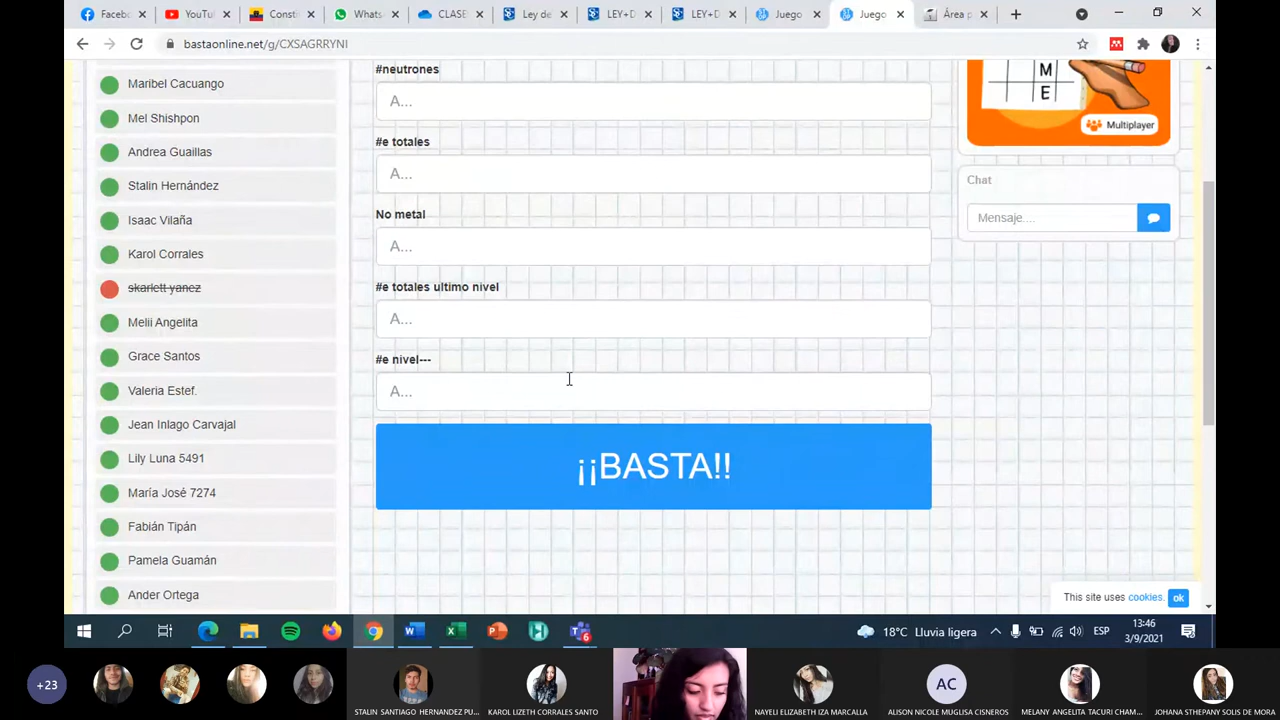 Facebo
YouTu
Consti
Whats
CLASE
Ley de
LEY+D
LEY+D
Juego
Juego
Área p
bastaonline.net/g/CXSAGRRYNI
Maribel Cacuango
Mel Shishpon
Andrea Guaillas
Stalin Hernández
Isaac Vilaña
Karol Corrales
skarlett yanez
Melii Angelita
Grace Santos
Valeria Estef.
Jean Inlago Carvajal
Lily Luna 5491
María José 7274
Fabián Tipán
Pamela Guamán
Ander Ortega
#neutrones
A...
#e totales
A...
No metal
A...
#e totales ultimo nivel
A...
#e nivel---
A...
¡¡BASTA!!
M
E
Multiplayer
Chat
Mensaje....
This site uses cookies. ok
18°C Lluvia ligera
ESP
13:46
3/9/2021
6
+23
STALIN SANTIAGO HERNANDEZ PU...
KAROL LIZETH CORRALES SANTO
NAYELI ELIZABETH IZA MARCALLA
AC
ALISON NICOLE MUGLISA CISNEROS
MELANY ANGELITA TACURI CHAM...
JOHANA STHEPANY SOLIS DE MORA